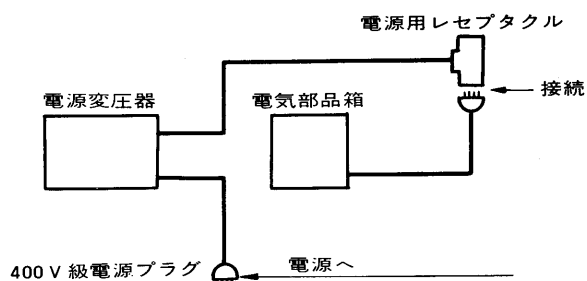 電源用レセプタクル
接続
電源変圧器
電気部品箱
400V級電源プラグ
電源へ